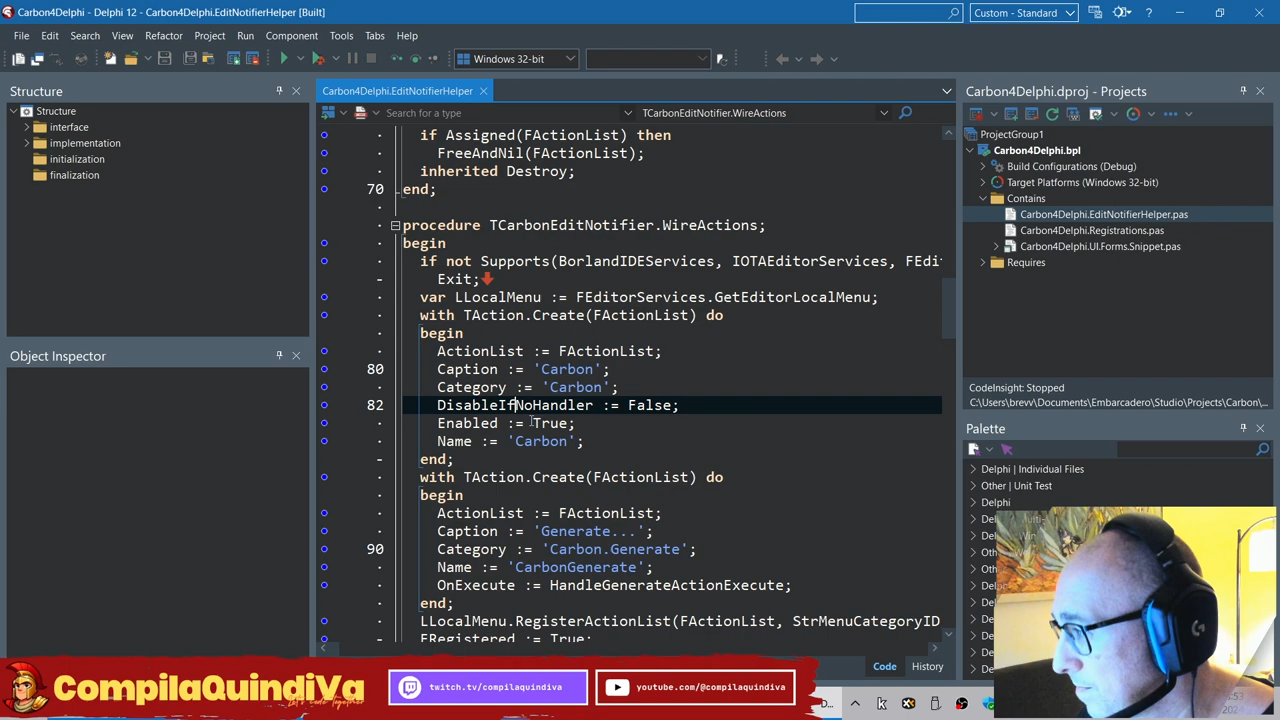 Carbon4Delphi - Delphi 12 - Carbon4Delphi.EditNotifierHelper [Built]
Custom - Standard
File Edit Search View Refactor Project Run Component Tools Tabs Help
Windows 32-bit
Structure
Structure
interface
implementation
initialization
finalization
Object Inspector
Carbon4Delphi.EditNotifierHelper
Search for a type
TCarbonEditNotifier.WireActions
if Assigned(FActionList) then
FreeAndNil(FActionList);
inherited Destroy;
70 end;
procedure TCarbonEditNotifier.WireActions;
begin
if not Supports(BorlandIDEServices, IOTAEditorServices, FEdit
Exit;
var LLocalMenu := FEditorServices.GetEditorLocalMenu;
with TAction.Create(FActionList) do
begin
ActionList := FActionList;
80 Caption := 'Carbon';
Category := 'Carbon';
82 DisableIfNoHandler := False;
Enabled := True;
Name := 'Carbon';
end;
with TAction.Create(FActionList) do
begin
ActionList := FActionList;
Caption := 'Generate...';
90 Category := 'Carbon.Generate';
Name := 'CarbonGenerate';
OnExecute := HandleGenerateActionExecute;
end;
LLocalMenu.RegisterActionList(FActionList, StrMenuCategoryID
FRegistered := True;
Code History
Carbon4Delphi.dproj - Projects
ProjectGroup1
Carbon4Delphi.bpl
Build Configurations (Debug)
Target Platforms (Windows 32-bit)
Contains
Carbon4Delphi.EditNotifierHelper.pas
Carbon4Delphi.Registrations.pas
Carbon4Delphi.UI.Forms.Snippet.pas
Requires
CodeInsight: Stopped
C:\Users\brevv\Documents\Embarcadero\Studio\Projects\Carbon\
Palette
Delphi | Individual Files
Other | Unit Test
Delphi
CompilaQuindiVa
Let's Code Together
twitch.tv/compilaquindiva
youtube.com/@compilaquindiva